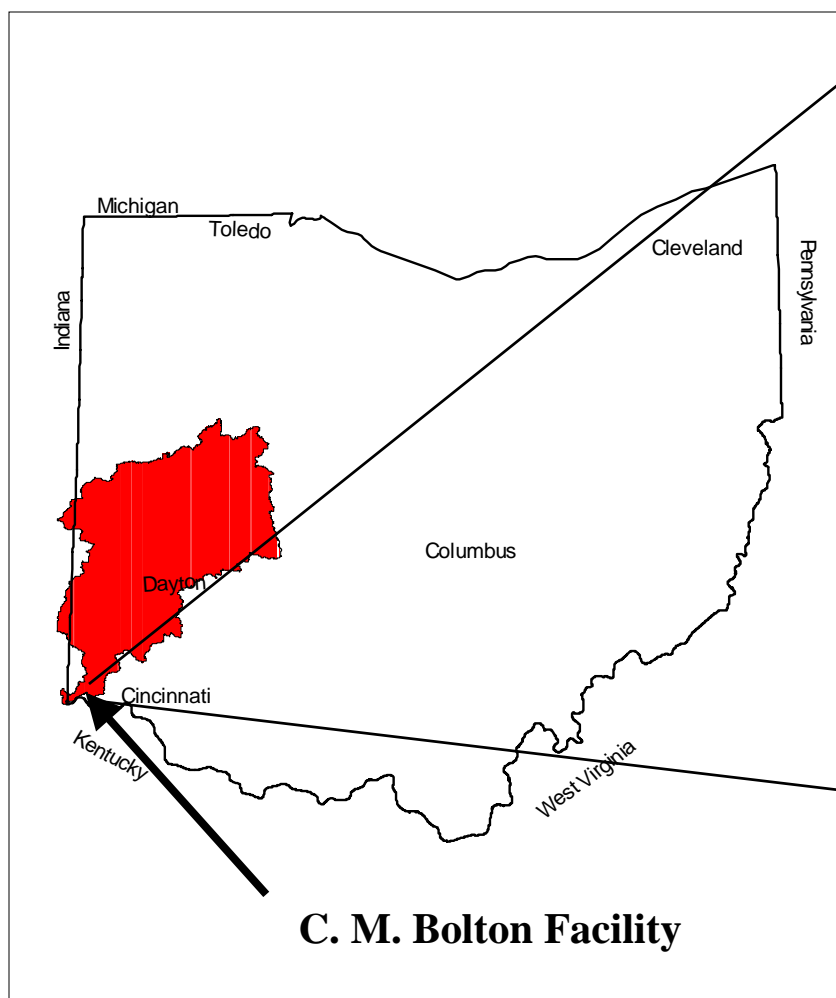 Michigan
Toledo
Cleveland
Pennsylvania
Indiana
Columbus
Dayton
Cincinnati
Kentucky
West Virginia
C. M. Bolton Facility